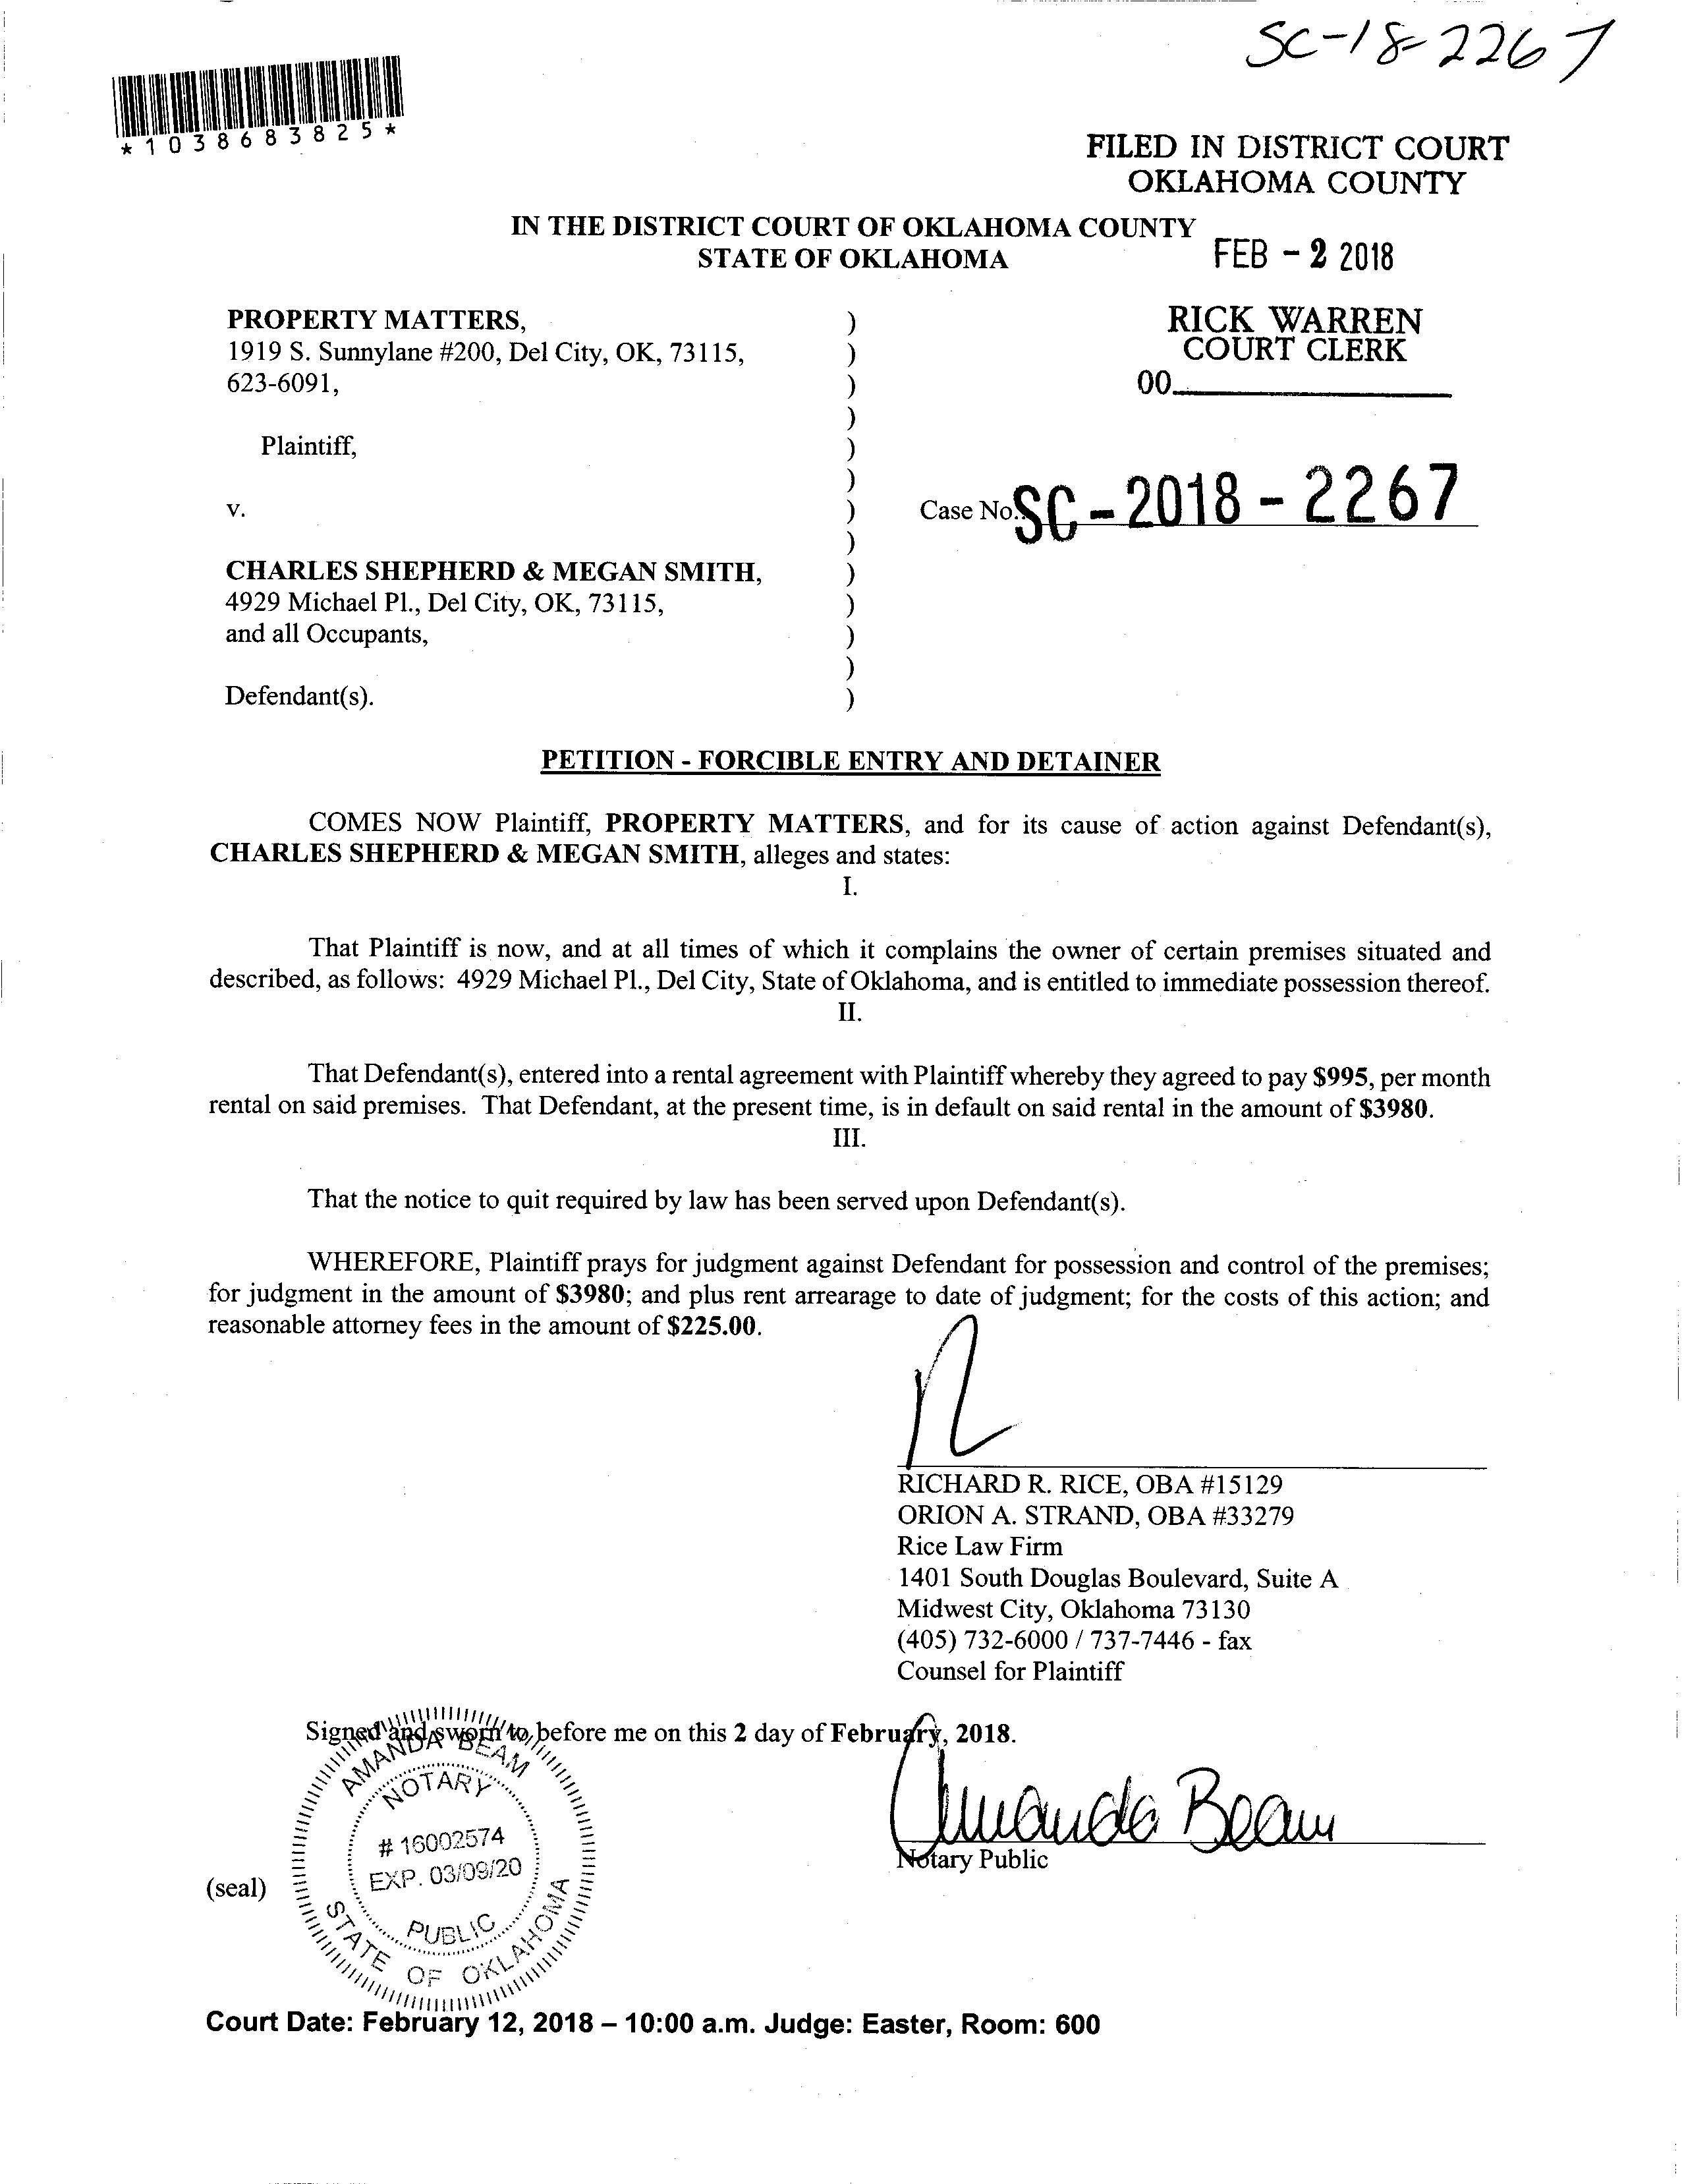 SC-18-2267
*1038683825*
FILED IN DISTRICT COURT
OKLAHOMA COUNTY
IN THE DISTRICT COURT OF OKLAHOMA COUNTY
STATE OF OKLAHOMA
FEB - 2 2018
PROPERTY MATTERS, )
1919 S. Sunnylane #200, Del City, OK, 73115, )
623-6091, )
)
Plaintiff, )
)
v. )
)
CHARLES SHEPHERD & MEGAN SMITH, )
4929 Michael Pl., Del City, OK, 73115, )
and all Occupants, )
)
Defendant(s). )
RICK WARREN
COURT CLERK
00
Case No.: SC - 2018 - 2267
PETITION - FORCIBLE ENTRY AND DETAINER
COMES NOW Plaintiff, PROPERTY MATTERS, and for its cause of action against Defendant(s),
CHARLES SHEPHERD & MEGAN SMITH, alleges and states:
I.
That Plaintiff is now, and at all times of which it complains the owner of certain premises situated and
described, as follows: 4929 Michael Pl., Del City, State of Oklahoma, and is entitled to immediate possession thereof.
II.
That Defendant(s), entered into a rental agreement with Plaintiff whereby they agreed to pay $995, per month
rental on said premises. That Defendant, at the present time, is in default on said rental in the amount of $3980.
III.
That the notice to quit required by law has been served upon Defendant(s).
WHEREFORE, Plaintiff prays for judgment against Defendant for possession and control of the premises;
for judgment in the amount of $3980; and plus rent arrearage to date of judgment; for the costs of this action; and
reasonable attorney fees in the amount of $225.00.
RICHARD R. RICE, OBA #15129
ORION A. STRAND, OBA #33279
Rice Law Firm
1401 South Douglas Boulevard, Suite A
Midwest City, Oklahoma 73130
(405) 732-6000 / 737-7446 - fax
Counsel for Plaintiff
Signed and sworn to before me on this 2 day of February, 2018.
Amanda Beam
Notary Public
(seal)
AMANDA BEAM
NOTARY
# 16002574
EXP. 03/09/20
PUBLIC
STATE OF OKLAHOMA
Court Date: February 12, 2018 – 10:00 a.m. Judge: Easter, Room: 600